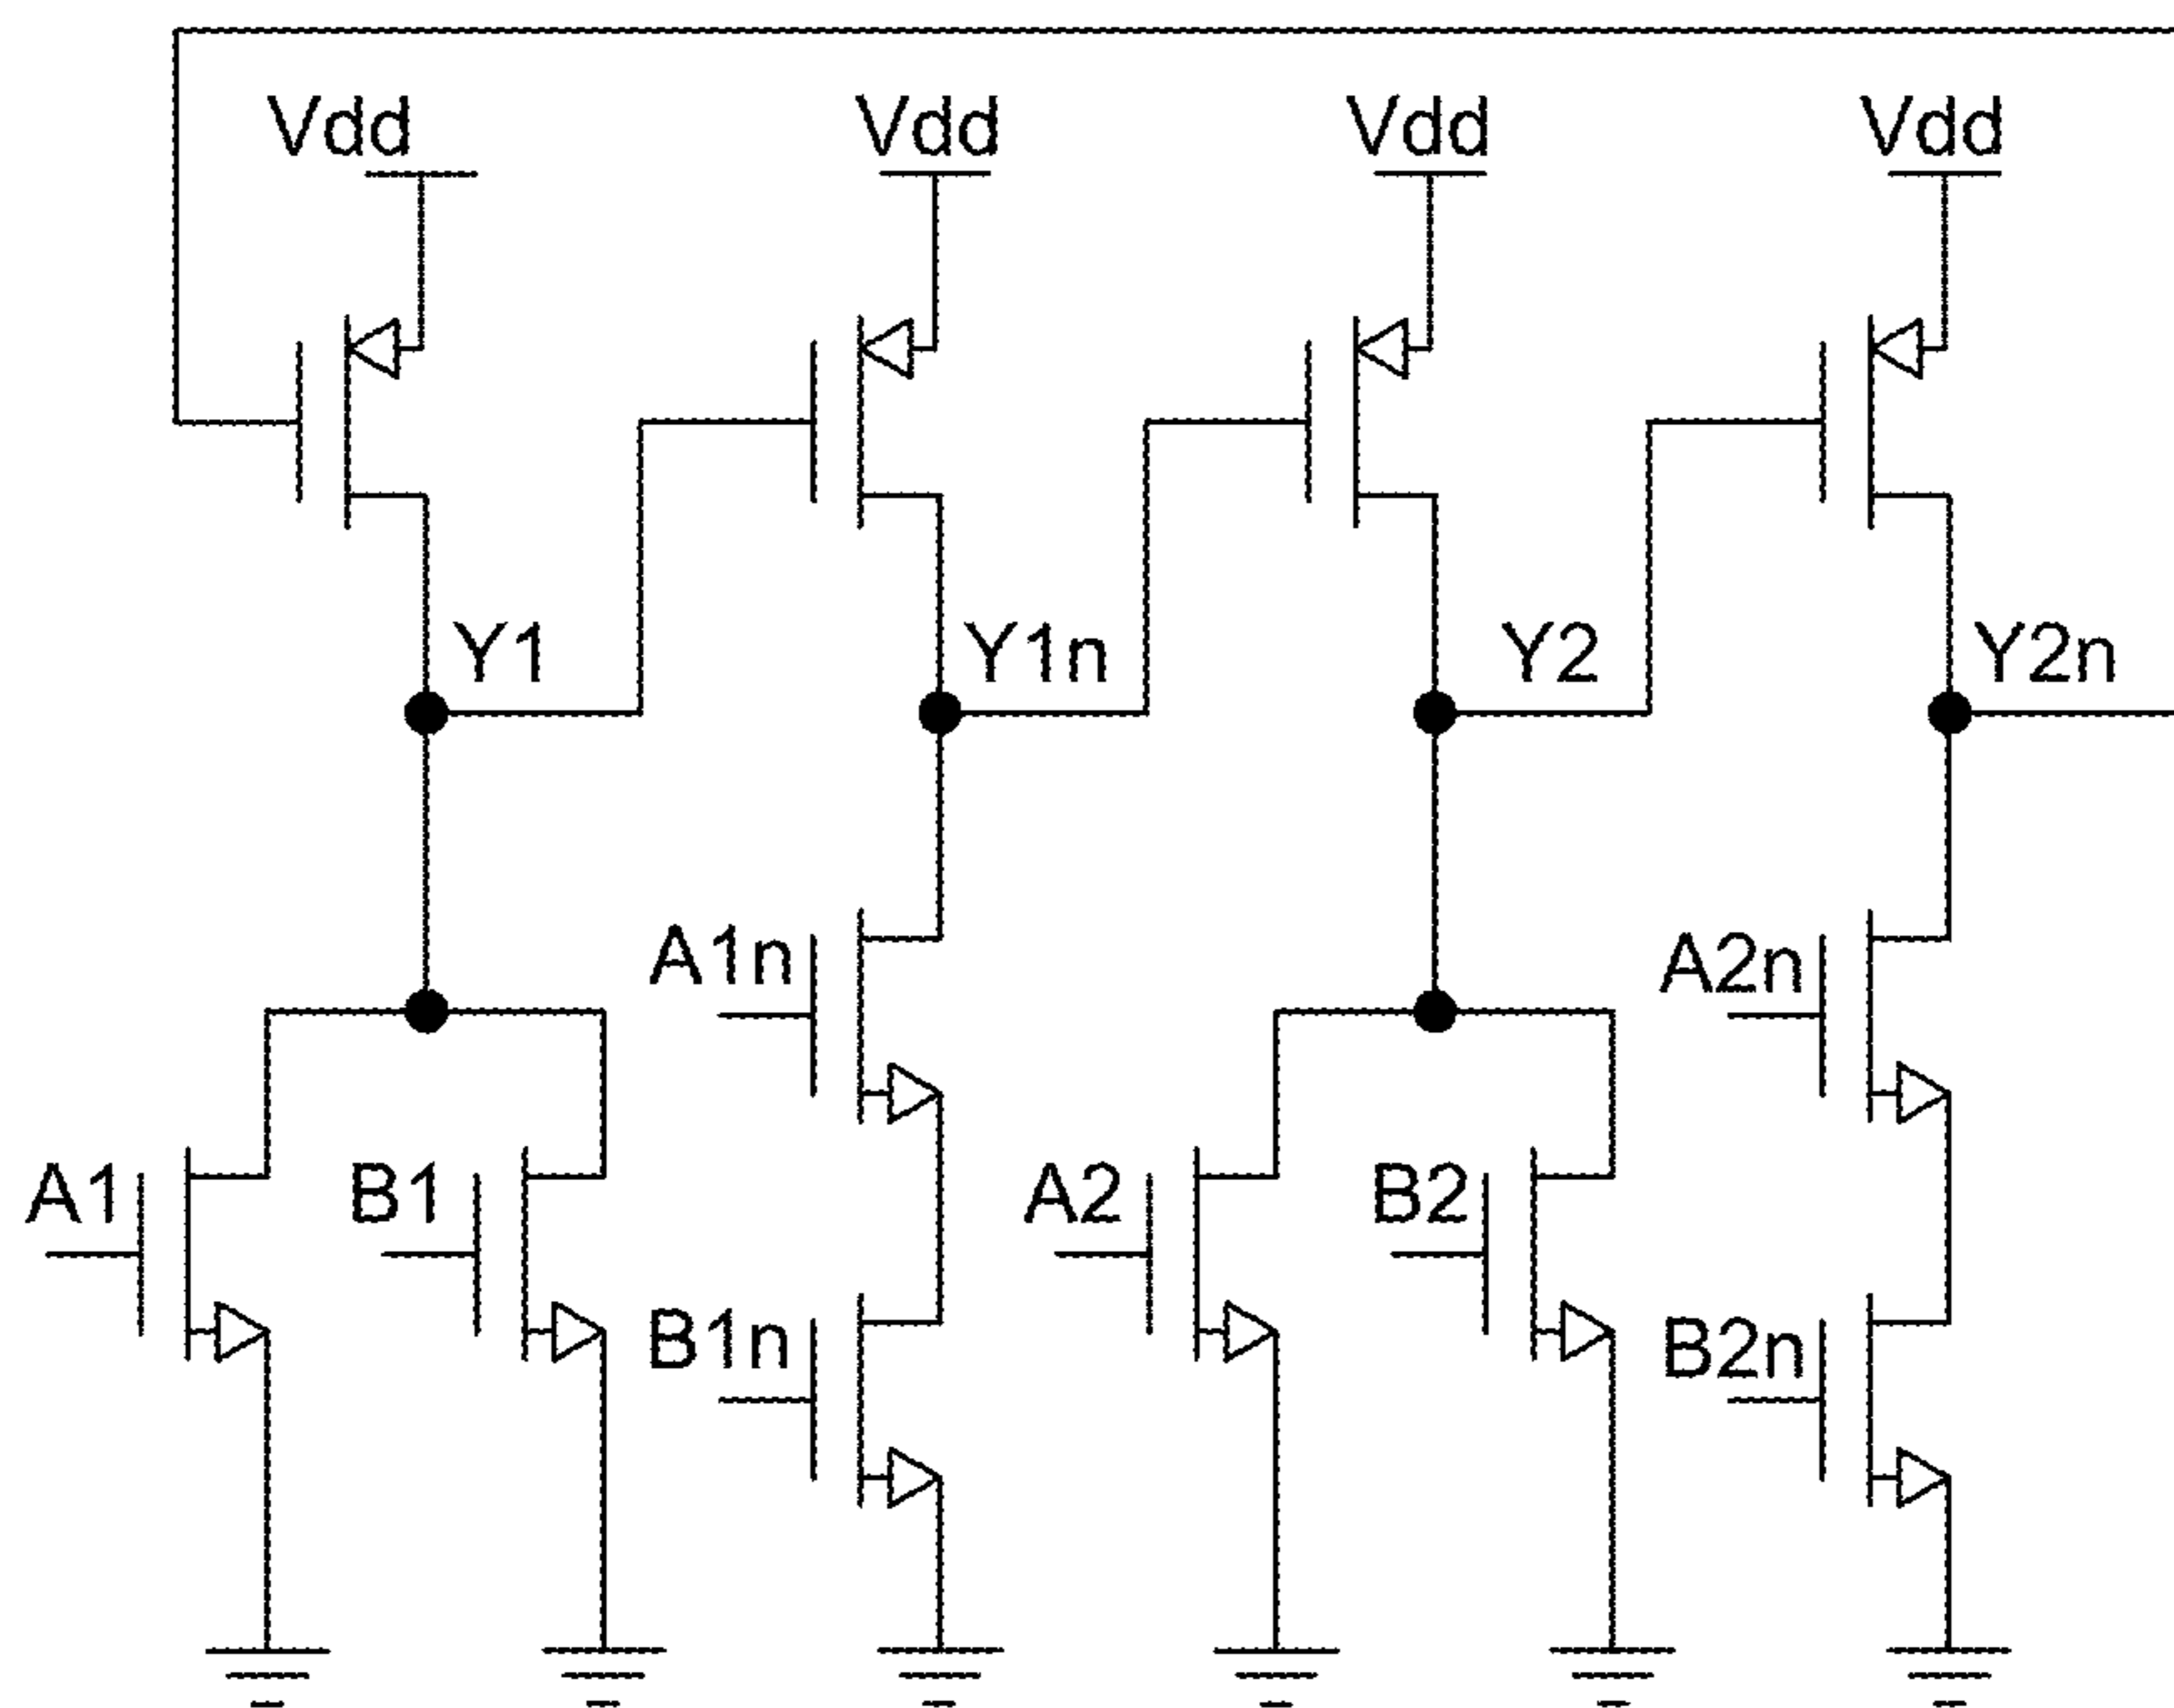 Vdd Vdd Vdd Vdd
Y1 Y1n Y2 Y2n
A1n A2n
A1 B1 A2 B2
B1n B2n